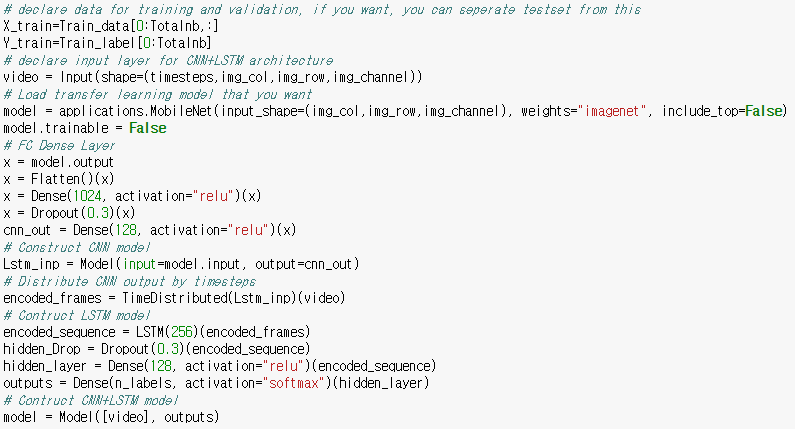 # declare data for training and validation, if you want, you can seperate testset from this
X_train=Train_data[0:Totalnb,:]
Y_train=Train_label[0:Totalnb]
# declare input layer for CNN+LSTM architecture
video = Input(shape=(timesteps,img_col,img_row,img_channel))
# Load transfer learning model that you want
model = applications.MobileNet(input_shape=(img_col,img_row,img_channel), weights="imagenet", include_top=False)
model.trainable = False
# FC Dense Layer
x = model.output
x = Flatten()(x)
x = Dense(1024, activation="relu")(x)
x = Dropout(0.3)(x)
cnn_out = Dense(128, activation="relu")(x)
# Construct CNN model
Lstm_inp = Model(input=model.input, output=cnn_out)
# Distribute CNN output by timesteps
encoded_frames = TimeDistributed(Lstm_inp)(video)
# Contruct LSTM model
encoded_sequence = LSTM(256)(encoded_frames)
hidden_Drop = Dropout(0.3)(encoded_sequence)
hidden_layer = Dense(128, activation="relu")(encoded_sequence)
outputs = Dense(n_labels, activation="softmax")(hidden_layer)
# Contruct CNN+LSTM model
model = Model([video], outputs)